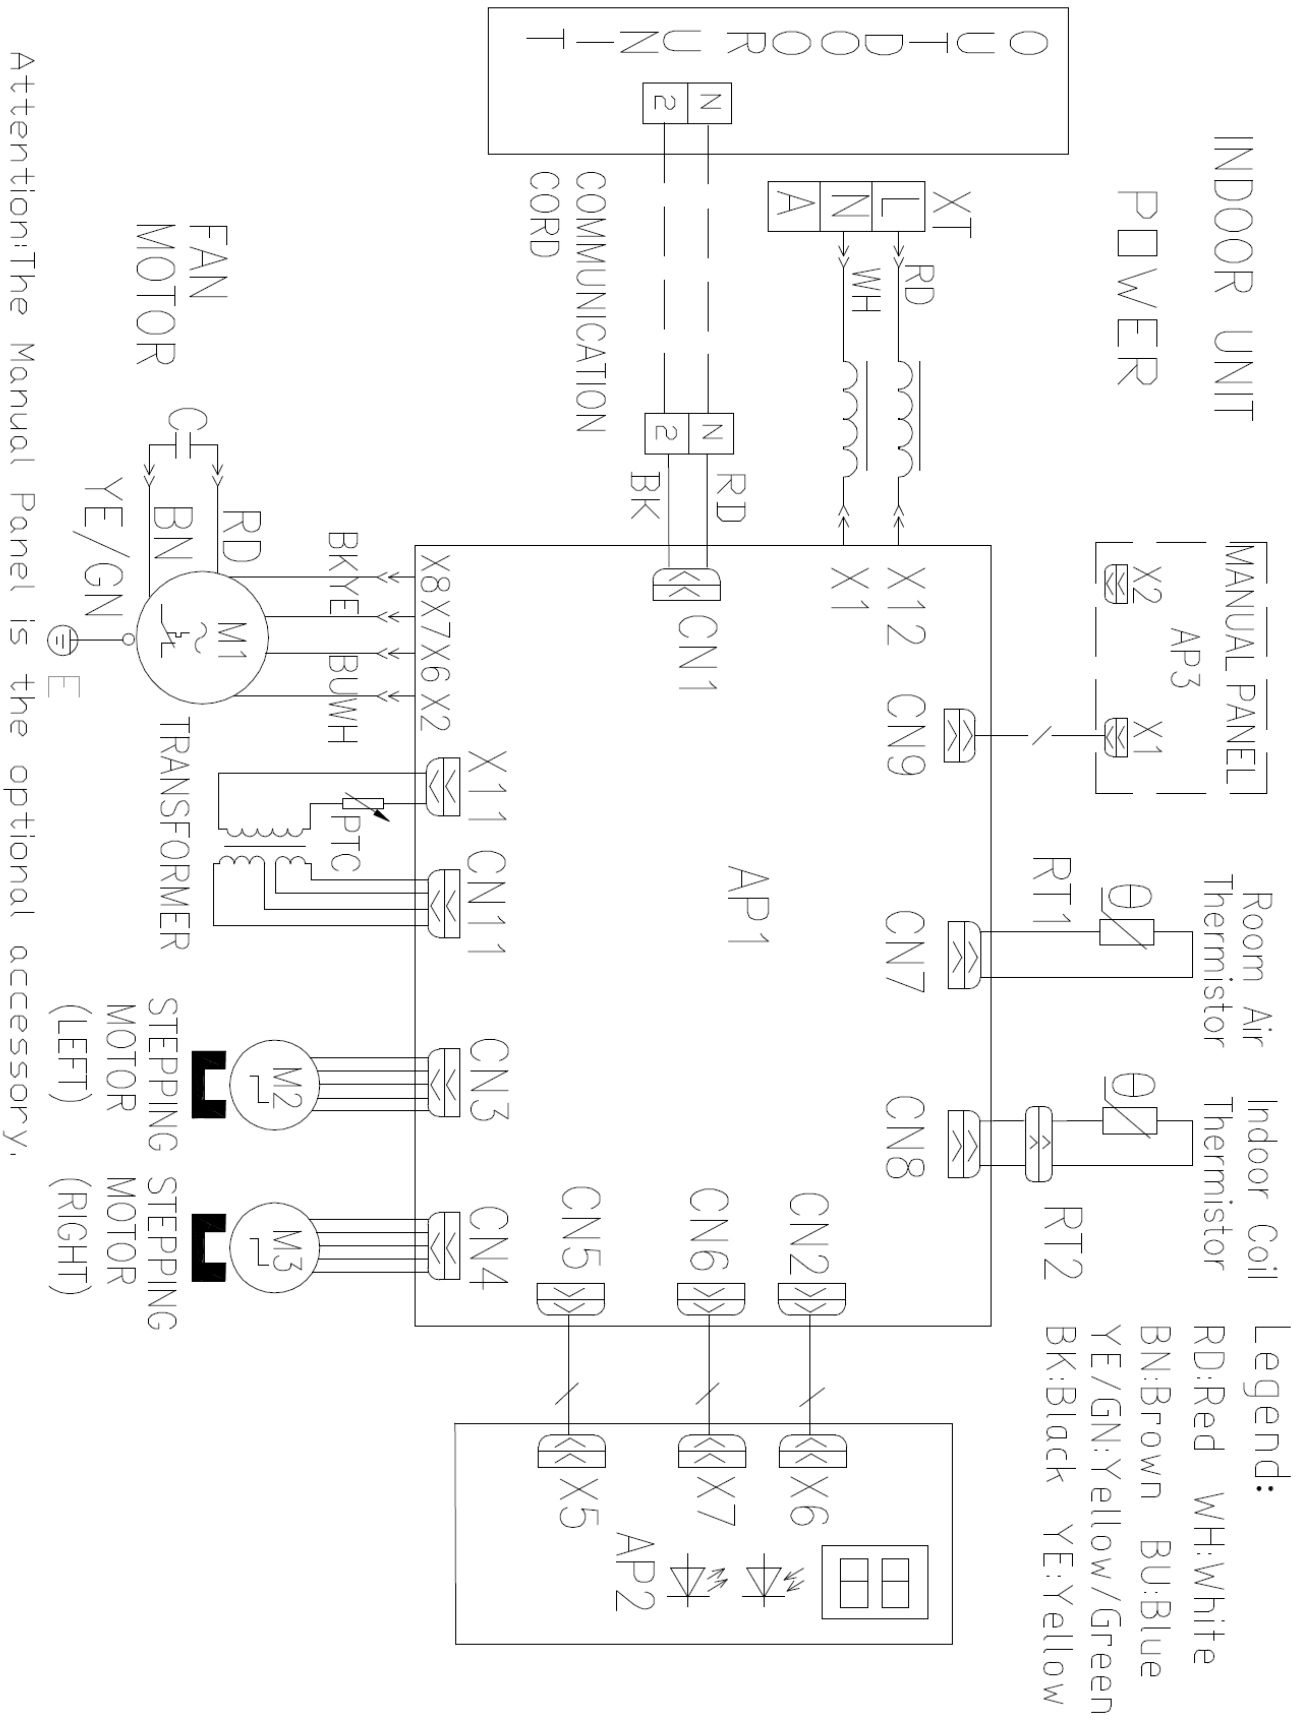 INDOOR UNIT
POWER
MANUAL PANEL
AP3
X2
X1
Room Air
Thermistor
RT1
θ
Indoor Coil
Thermistor
RT2
θ
Legend:
RD:Red WH:White
BN:Brown BU:Blue
YE/GN:Yellow/Green
BK:Black YE:Yellow
OUTDOOR UNIT
N
2
COMMUNICATION
CORD
XT
L
N
A
RD
WH
N
2
RD
BK
X12
X1
CN1
CN9
CN7
CN8
AP1
CN2
CN6
CN5
X6
X7
X5
AP2
X8 X7 X6 X2
X11
CN11
CN3
CN4
BK YE BU WH
PTC
FAN
MOTOR
C
RD
BN
YE/GN
M1
~
E
TRANSFORMER
M2
STEPPING
MOTOR
(LEFT)
M3
STEPPING
MOTOR
(RIGHT)
Attention:The Manual Panel is the optional accessory.